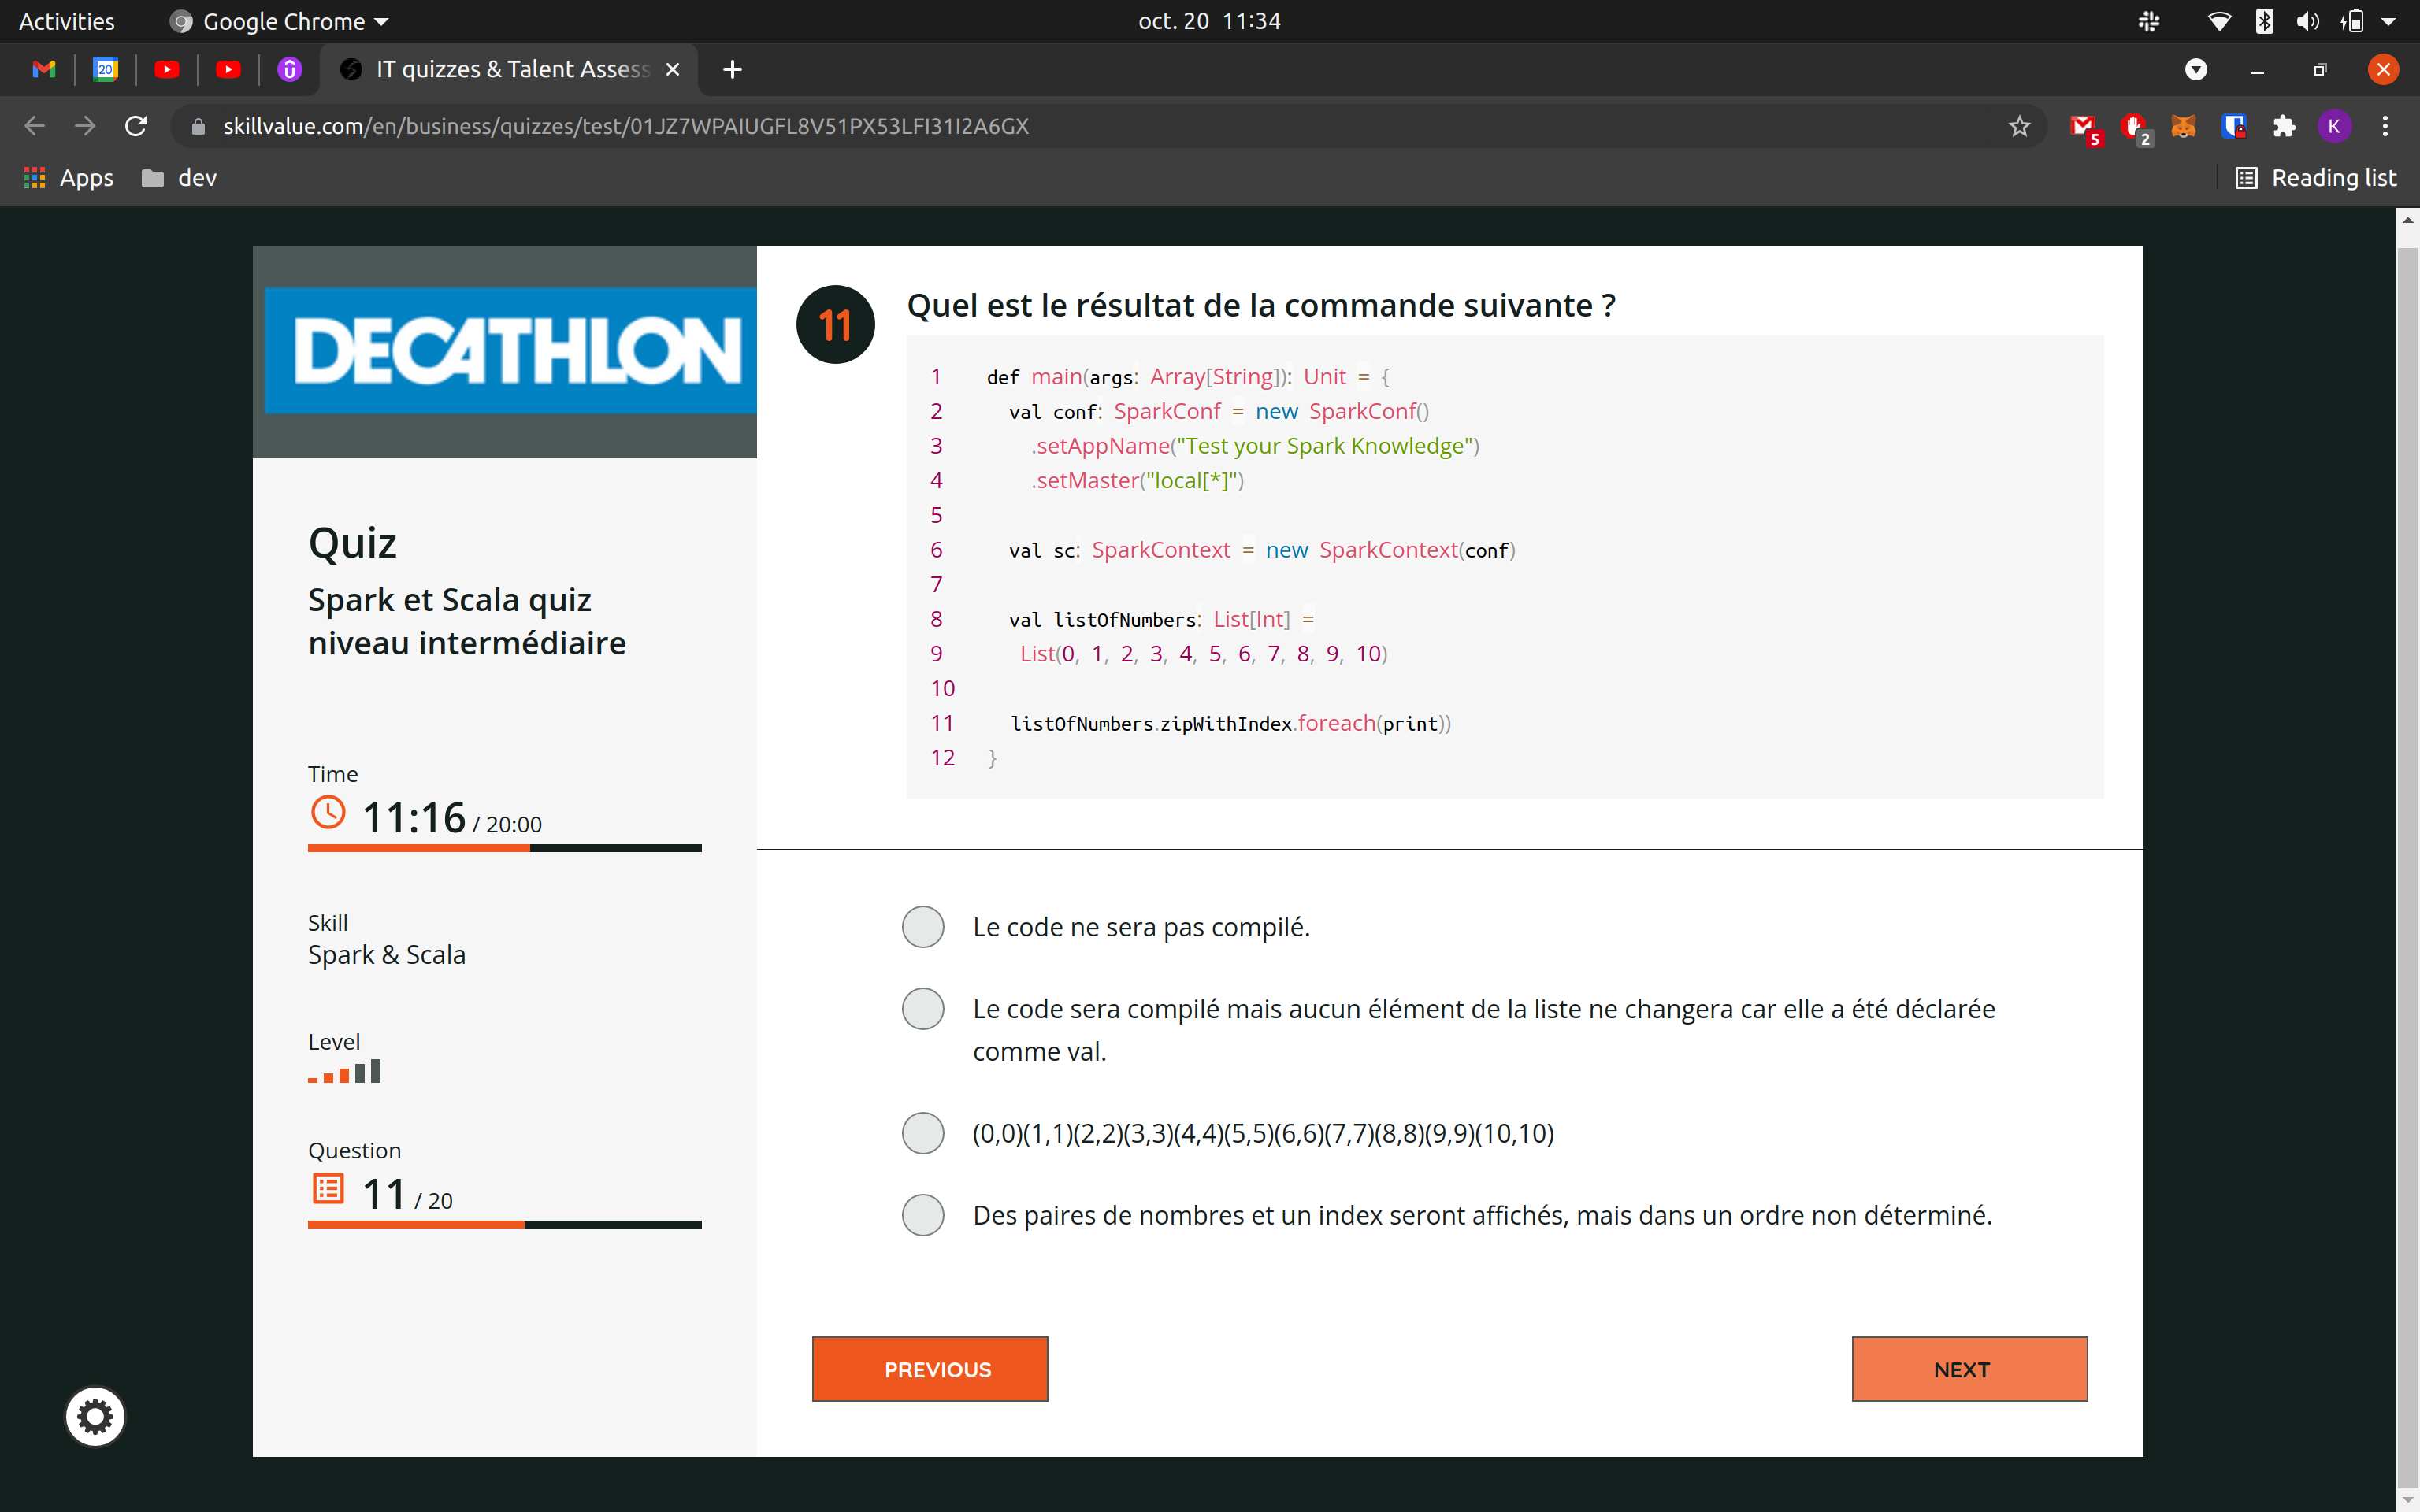 Activities
Google Chrome
oct. 20 11:34
20
IT quizzes & Talent Assess
skillvalue.com/en/business/quizzes/test/01JZ7WPAIUGFL8V51PX53LFI31I2A6GX
5
2
K
Apps
dev
Reading list
DECATHLON
Quiz
Spark et Scala quiz
niveau intermédiaire
Time
11:16 / 20:00
Skill
Spark & Scala
Level
Question
11 / 20
11
Quel est le résultat de la commande suivante ?
1 def main(args: Array[String]): Unit = {
2 val conf: SparkConf = new SparkConf()
3 .setAppName("Test your Spark Knowledge")
4 .setMaster("local[*]")
5
6 val sc: SparkContext = new SparkContext(conf)
7
8 val listOfNumbers: List[Int] =
9 List(0, 1, 2, 3, 4, 5, 6, 7, 8, 9, 10)
10
11 listOfNumbers.zipWithIndex.foreach(print))
12 }
Le code ne sera pas compilé.
Le code sera compilé mais aucun élément de la liste ne changera car elle a été déclarée
comme val.
(0,0)(1,1)(2,2)(3,3)(4,4)(5,5)(6,6)(7,7)(8,8)(9,9)(10,10)
Des paires de nombres et un index seront affichés, mais dans un ordre non déterminé.
PREVIOUS
NEXT